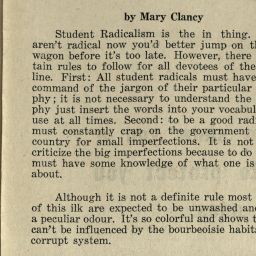 by Mary Clancy
Student Radicalism is the in thing.
aren't radical now you'd better jump on th
wagon before it's too late. However, there
tain rules to follow for all devotees of the
line. First: All student radicals must have
command of the jargon of their particular
phy; it is not necessary to understand the
phy just insert the words into your vocabul
use at all times. Second: to be a good radi
must constantly crap on the government
country for small imperfections. It is not
criticize the big imperfections because to do
must have some knowledge of what one is
about.
Although it is not a definite rule most
of this ilk are expected to be unwashed and
a peculiar odour. It's so colorful and shows t
can't be influenced by the bourbeoisie habita
corrupt system.